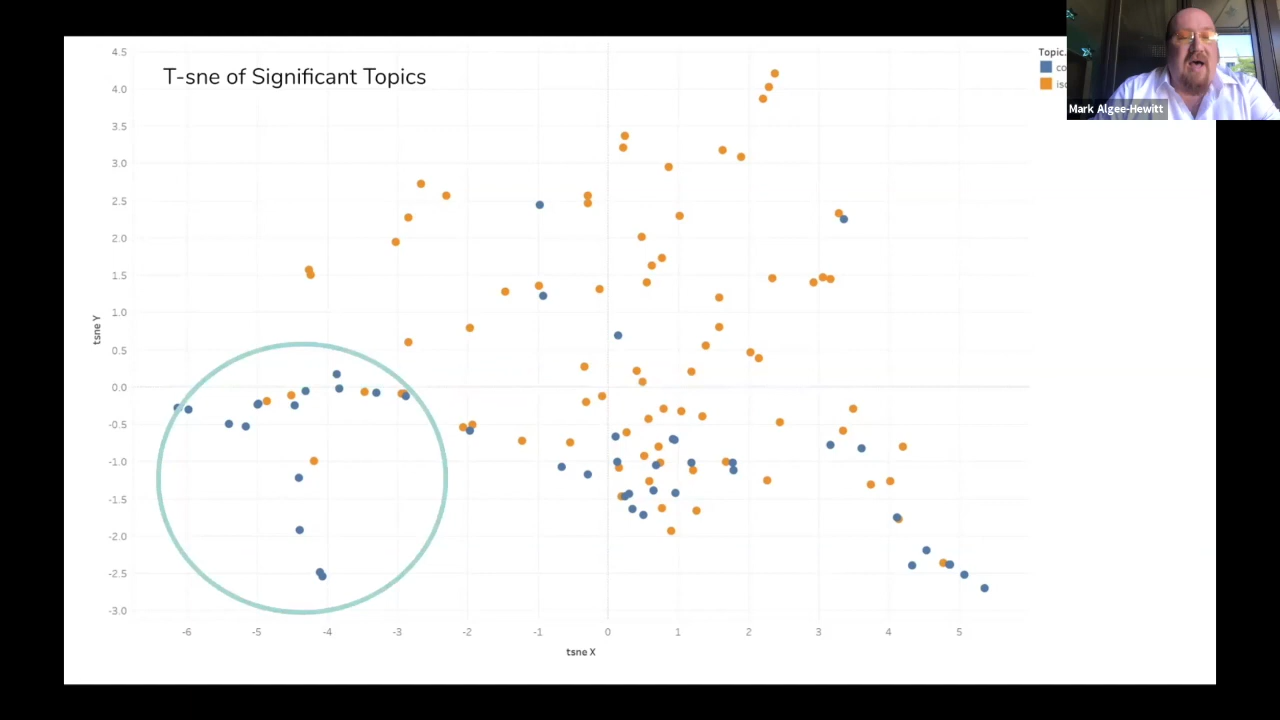 T-sne of Significant Topics
Topic.
Mark Algee-Hewitt
4.5
4.0
3.5
3.0
2.5
2.0
1.5
1.0
0.5
0.0
-0.5
-1.0
-1.5
-2.0
-2.5
-3.0
tsne Y
-6 -5 -4 -3 -2 -1 0 1 2 3 4 5
tsne X